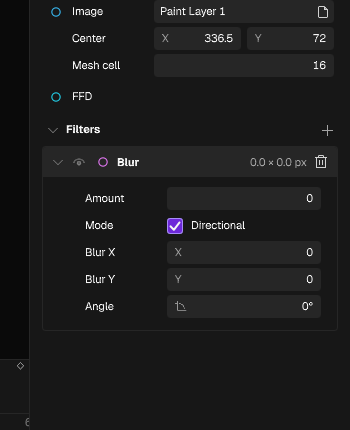 Image Paint Layer 1
Center X 336.5 Y 72
Mesh cell 16
FFD
Filters
Blur 0.0 × 0.0 px
Amount 0
Mode Directional
Blur X X 0
Blur Y Y 0
Angle 0°